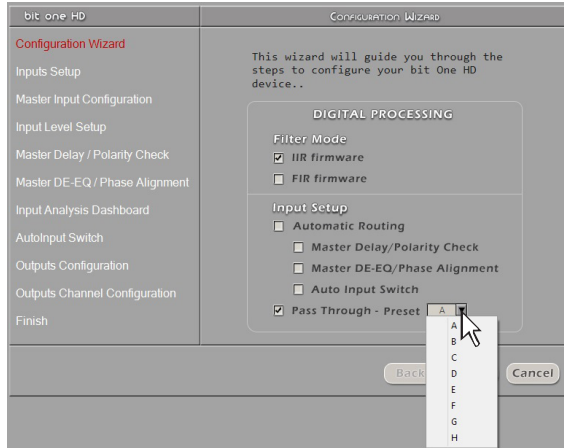 bit one HD
Configuration Wizard
Configuration Wizard
Inputs Setup
Master Input Configuration
Input Level Setup
Master Delay / Polarity Check
Master DE-EQ / Phase Alignment
Input Analysis Dashboard
AutoInput Switch
Outputs Configuration
Outputs Channel Configuration
Finish
This wizard will guide you through the
steps to configure your bit One HD
device..
DIGITAL PROCESSING
Filter Mode
IIR firmware
FIR firmware
Input Setup
Automatic Routing
Master Delay/Polarity Check
Master DE-EQ/Phase Alignment
Auto Input Switch
Pass Through - Preset A
A
B
C
D
E
F
G
H
Back
Cancel